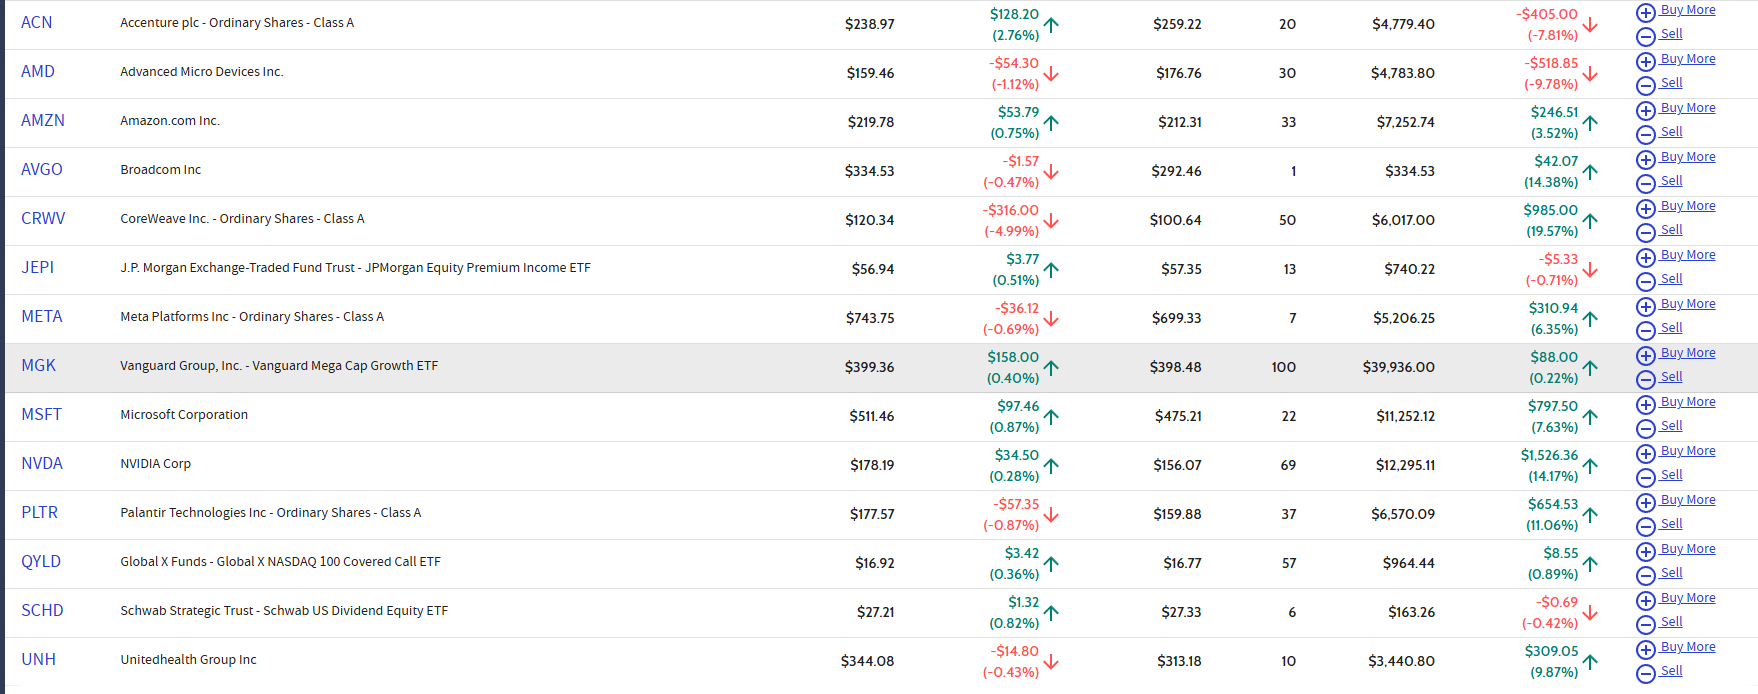 ACN Accenture plc - Ordinary Shares - Class A $238.97 $128.20 (2.76%) $259.22 20 $4,779.40 -$405.00 (-7.81%) Buy More Sell
AMD Advanced Micro Devices Inc. $159.46 -$54.30 (-1.12%) $176.76 30 $4,783.80 -$518.85 (-9.78%) Buy More Sell
AMZN Amazon.com Inc. $219.78 $53.79 (0.75%) $212.31 33 $7,252.74 $246.51 (3.52%) Buy More Sell
AVGO Broadcom Inc $334.53 -$1.57 (-0.47%) $292.46 1 $334.53 $42.07 (14.38%) Buy More Sell
CRWV CoreWeave Inc. - Ordinary Shares - Class A $120.34 -$316.00 (-4.99%) $100.64 50 $6,017.00 $985.00 (19.57%) Buy More Sell
JEPI J.P. Morgan Exchange-Traded Fund Trust - JPMorgan Equity Premium Income ETF $56.94 $3.77 (0.51%) $57.35 13 $740.22 -$5.33 (-0.71%) Buy More Sell
META Meta Platforms Inc - Ordinary Shares - Class A $743.75 -$36.12 (-0.69%) $699.33 7 $5,206.25 $310.94 (6.35%) Buy More Sell
MGK Vanguard Group, Inc. - Vanguard Mega Cap Growth ETF $399.36 $158.00 (0.40%) $398.48 100 $39,936.00 $88.00 (0.22%) Buy More Sell
MSFT Microsoft Corporation $511.46 $97.46 (0.87%) $475.21 22 $11,252.12 $797.50 (7.63%) Buy More Sell
NVDA NVIDIA Corp $178.19 $34.50 (0.28%) $156.07 69 $12,295.11 $1,526.36 (14.17%) Buy More Sell
PLTR Palantir Technologies Inc - Ordinary Shares - Class A $177.57 -$57.35 (-0.87%) $159.88 37 $6,570.09 $654.53 (11.06%) Buy More Sell
QYLD Global X Funds - Global X NASDAQ 100 Covered Call ETF $16.92 $3.42 (0.36%) $16.77 57 $964.44 $8.55 (0.89%) Buy More Sell
SCHD Schwab Strategic Trust - Schwab US Dividend Equity ETF $27.21 $1.32 (0.82%) $27.33 6 $163.26 -$0.69 (-0.42%) Buy More Sell
UNH Unitedhealth Group Inc $344.08 -$14.80 (-0.43%) $313.18 10 $3,440.80 $309.05 (9.87%) Buy More Sell